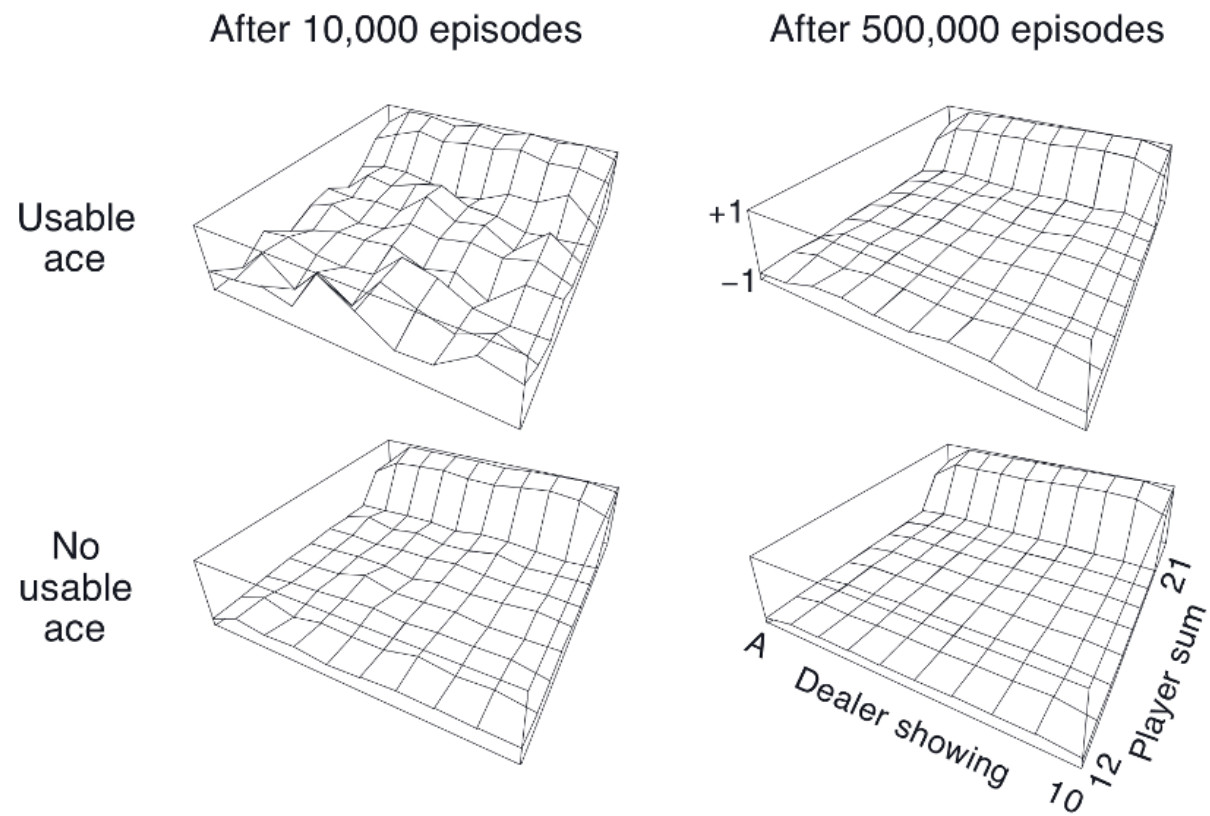 After 10,000 episodes
After 500,000 episodes
Usable
ace
+1
−1
No
usable
ace
A
Dealer showing
10
12
Player sum
21